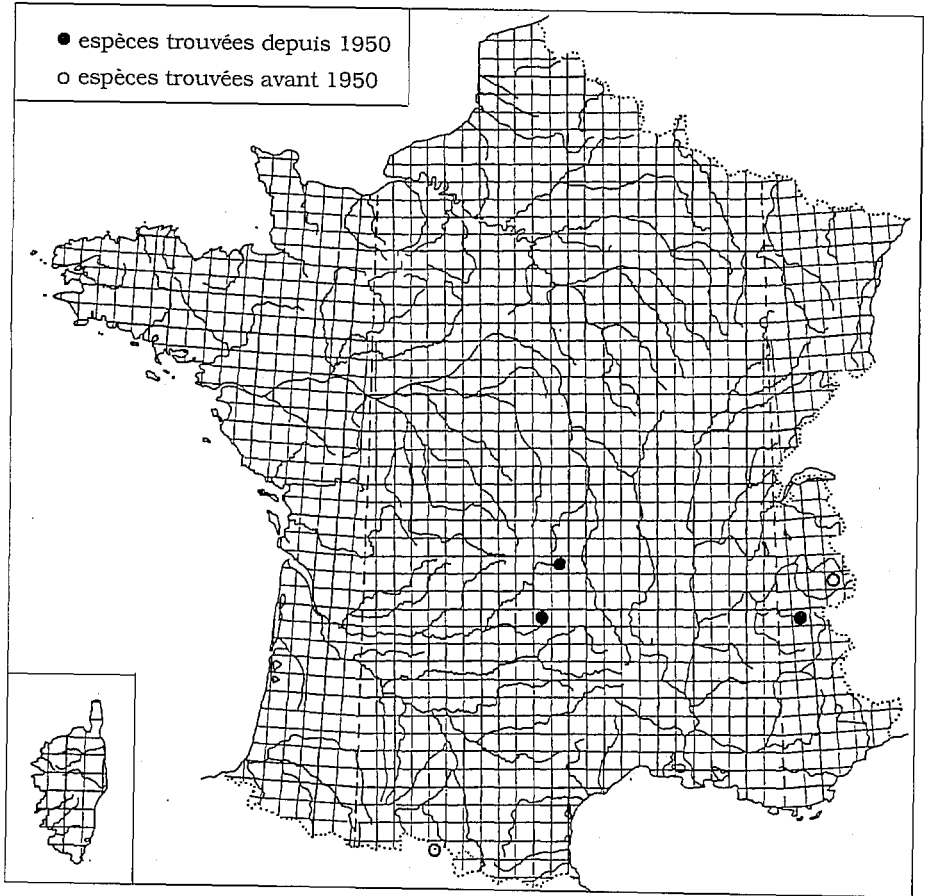 ● espèces trouvées depuis 1950
○ espèces trouvées avant 1950